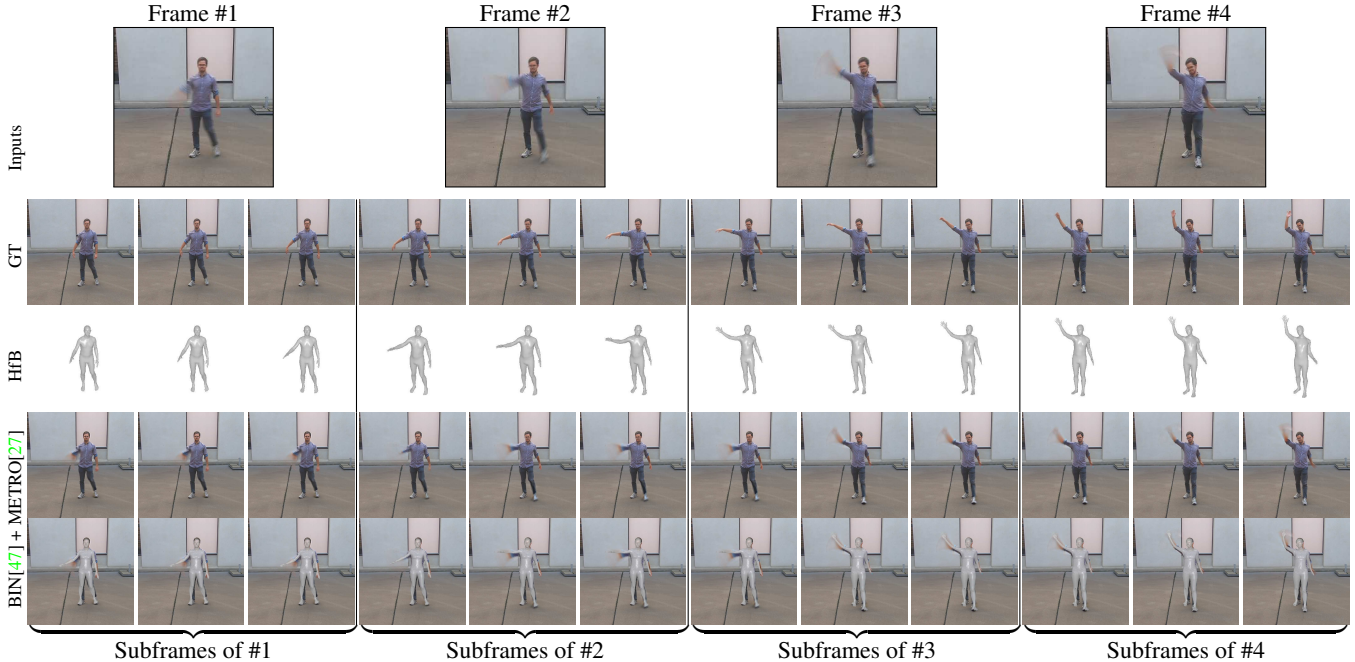 Frame #1
Frame #2
Frame #3
Frame #4
Inputs
GT
HfB
BIN[47] + METRO[27]
Subframes of #1
Subframes of #2
Subframes of #3
Subframes of #4